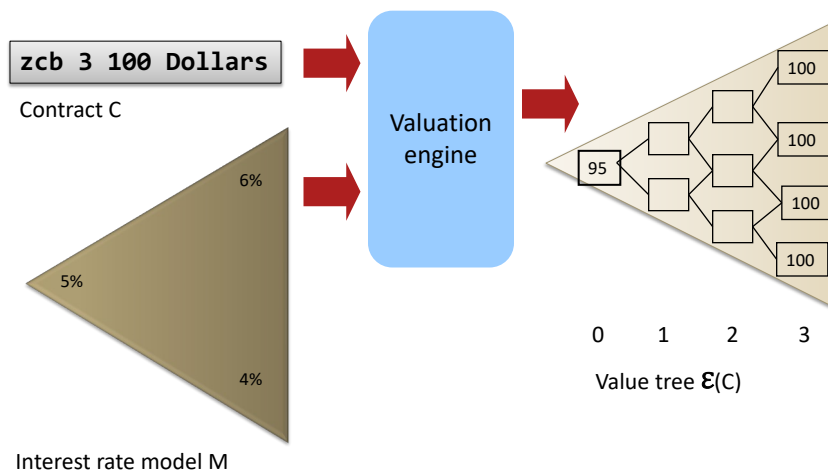 zcb 3 100 Dollars
Contract C
6%
5%
4%
Interest rate model M
Valuation
engine
100
100
95
100
100
0 1 2 3
Value tree ε(C)